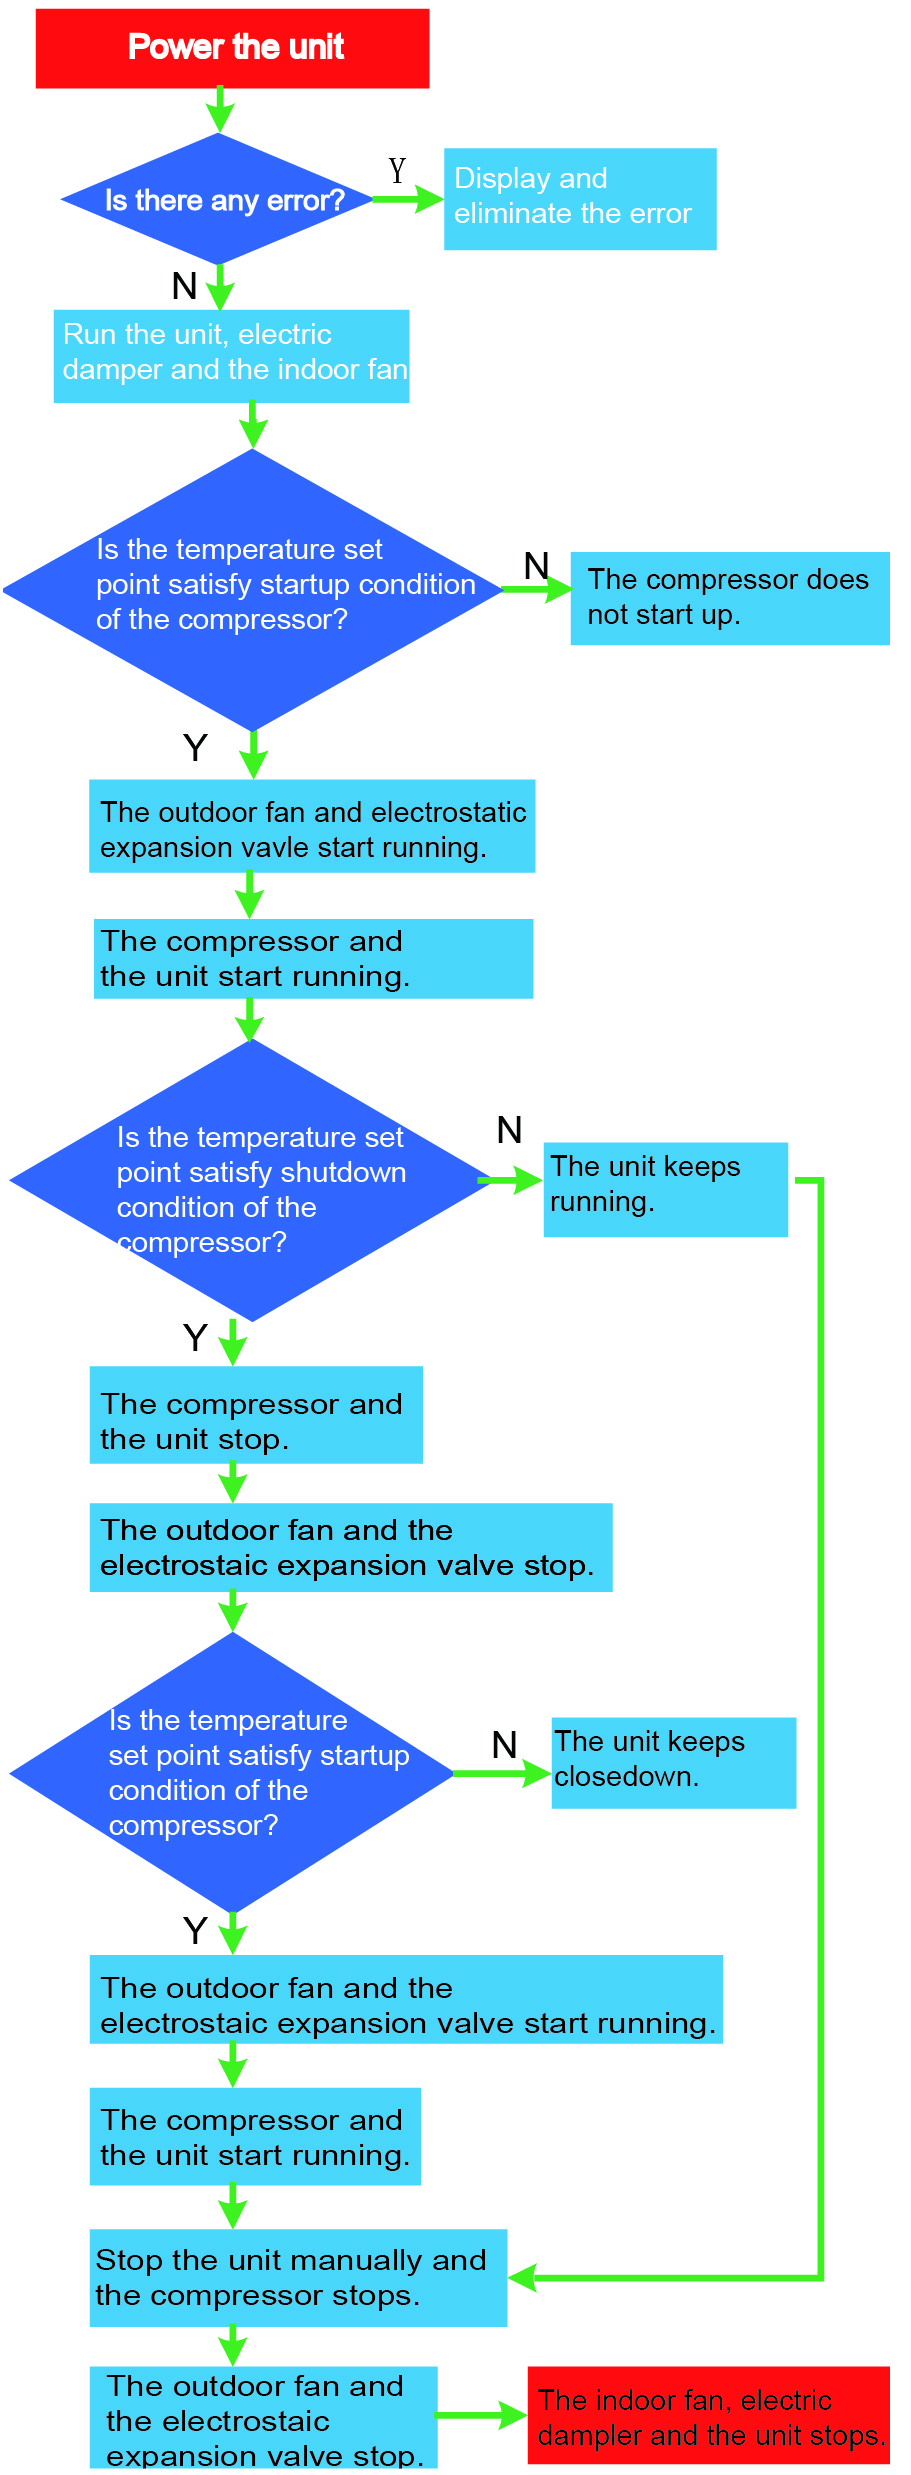 Power the unit
Is there any error?
Y
Display and
eliminate the error
N
Run the unit, electric
damper and the indoor fan
Is the temperature set
point satisfy startup condition
of the compressor?
N
The compressor does
not start up.
Y
The outdoor fan and electrostatic
expansion vavle start running.
The compressor and
the unit start running.
Is the temperature set
point satisfy shutdown
condition of the
compressor?
N
The unit keeps
running.
Y
The compressor and
the unit stop.
The outdoor fan and the
electrostaic expansion valve stop.
Is the temperature
set point satisfy startup
condition of the
compressor?
N
The unit keeps
closedown.
Y
The outdoor fan and the
electrostaic expansion valve start running.
The compressor and
the unit start running.
Stop the unit manually and
the compressor stops.
The outdoor fan and
the electrostaic
expansion valve stop.
The indoor fan, electric
dampler and the unit stops.